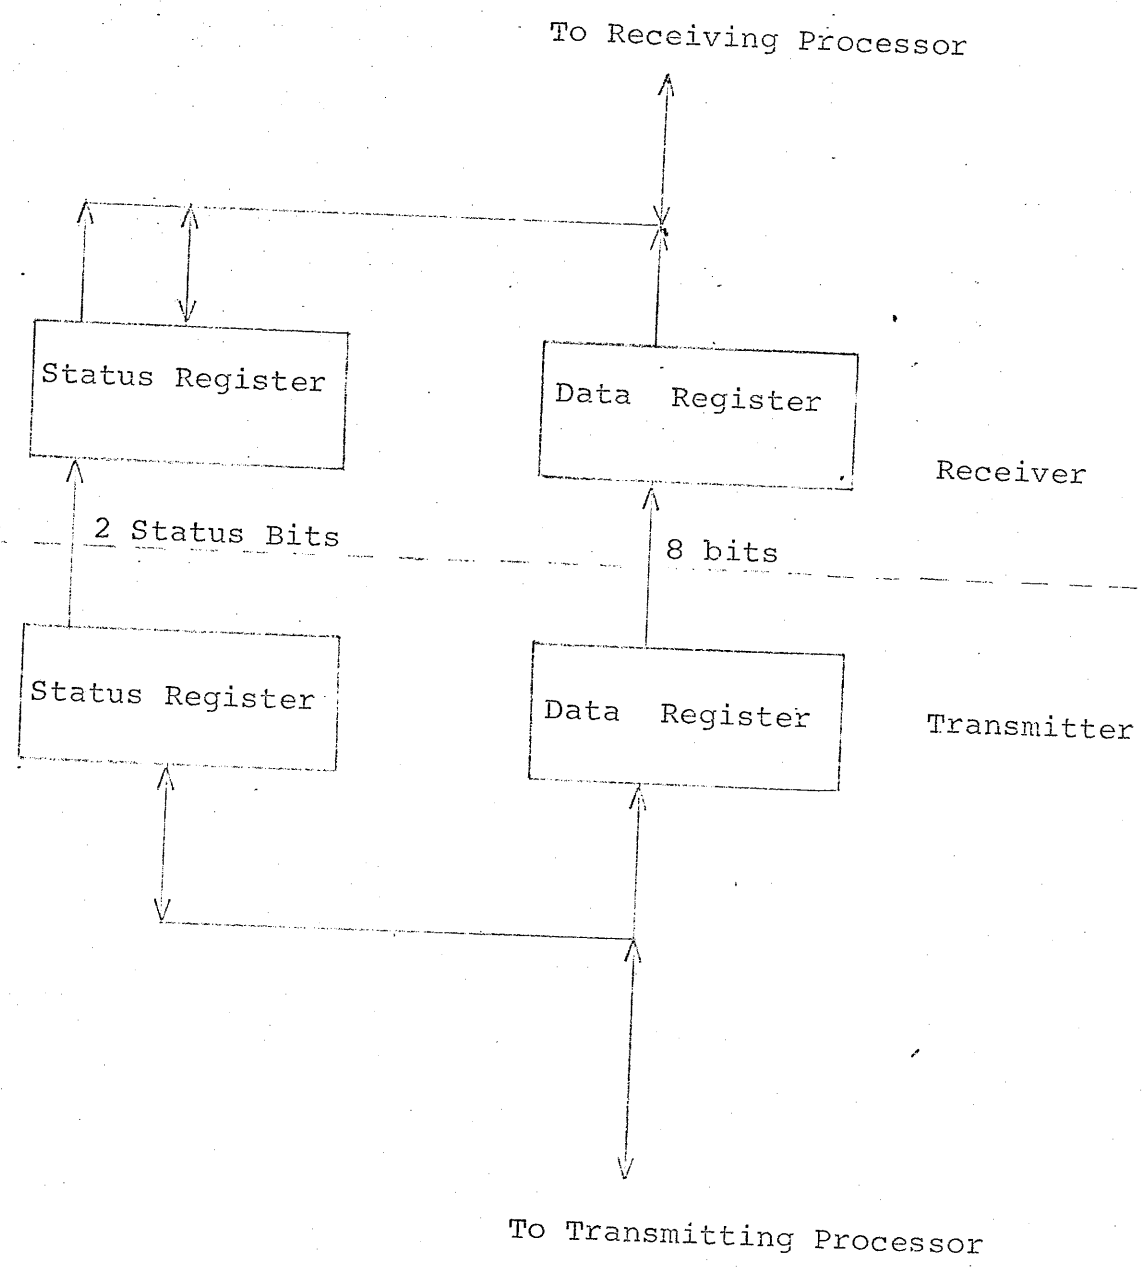 To Receiving Processor
Status Register
Data Register
Receiver
2 Status Bits
8 bits
Status Register
Data Register
Transmitter
To Transmitting Processor